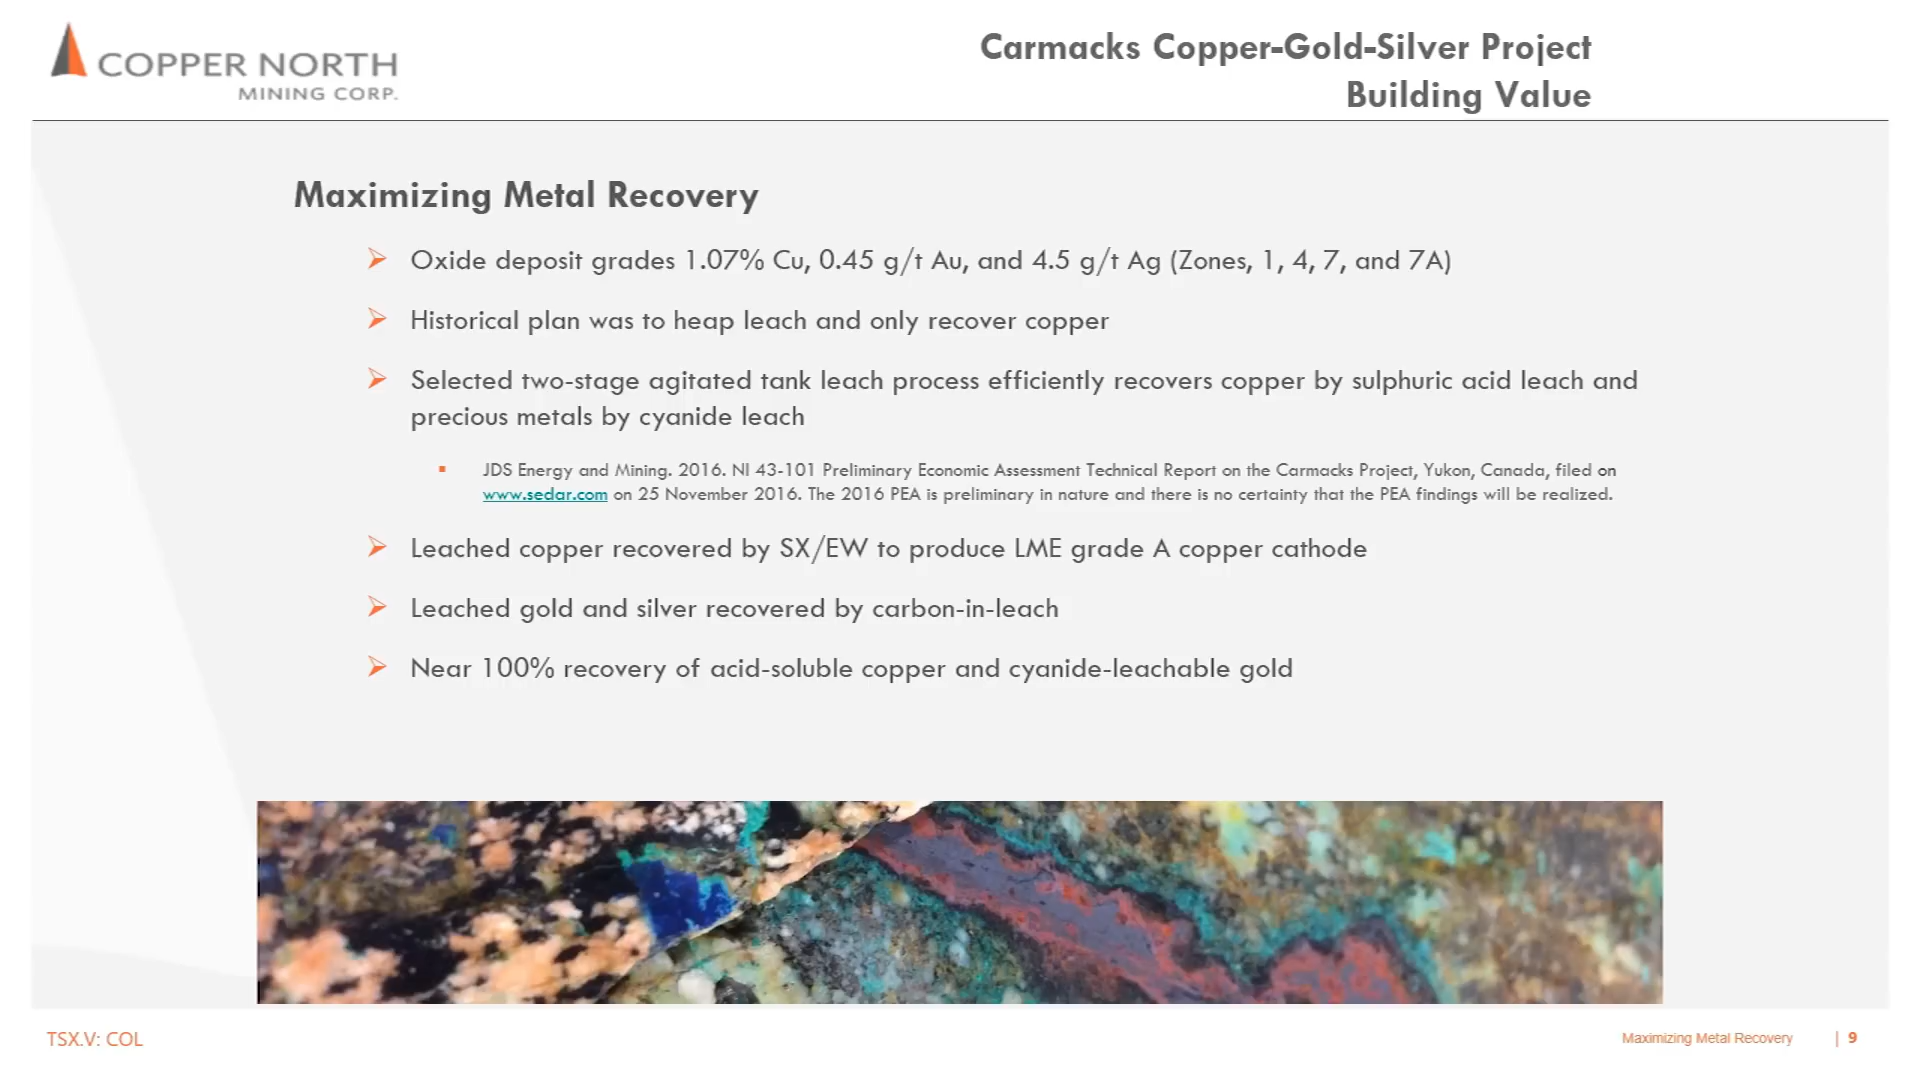 COPPER NORTH
MINING CORP.
Carmacks Copper-Gold-Silver Project
Building Value
Maximizing Metal Recovery
Oxide deposit grades 1.07% Cu, 0.45 g/t Au, and 4.5 g/t Ag (Zones, 1, 4, 7, and 7A)
Historical plan was to heap leach and only recover copper
Selected two-stage agitated tank leach process efficiently recovers copper by sulphuric acid leach and
precious metals by cyanide leach
JDS Energy and Mining. 2016. NI 43-101 Preliminary Economic Assessment Technical Report on the Carmacks Project, Yukon, Canada, filed on
www.sedar.com on 25 November 2016. The 2016 PEA is preliminary in nature and there is no certainty that the PEA findings will be realized.
Leached copper recovered by SX/EW to produce LME grade A copper cathode
Leached gold and silver recovered by carbon-in-leach
Near 100% recovery of acid-soluble copper and cyanide-leachable gold
TSX.V: COL
Maximizing Metal Recovery | 9